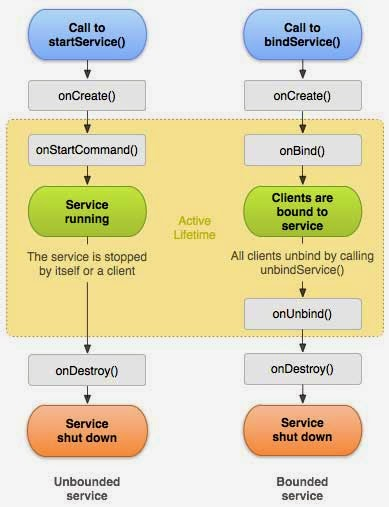 Call to
startService()
onCreate()
onStartCommand()
Service
running
The service is stopped
by itself or a client
onDestroy()
Service
shut down
Unbounded
service
Active
Lifetime
Call to
bindService()
onCreate()
onBind()
Clients are
bound to
service
All clients unbind by calling
unbindService()
onUnbind()
onDestroy()
Service
shut down
Bounded
service